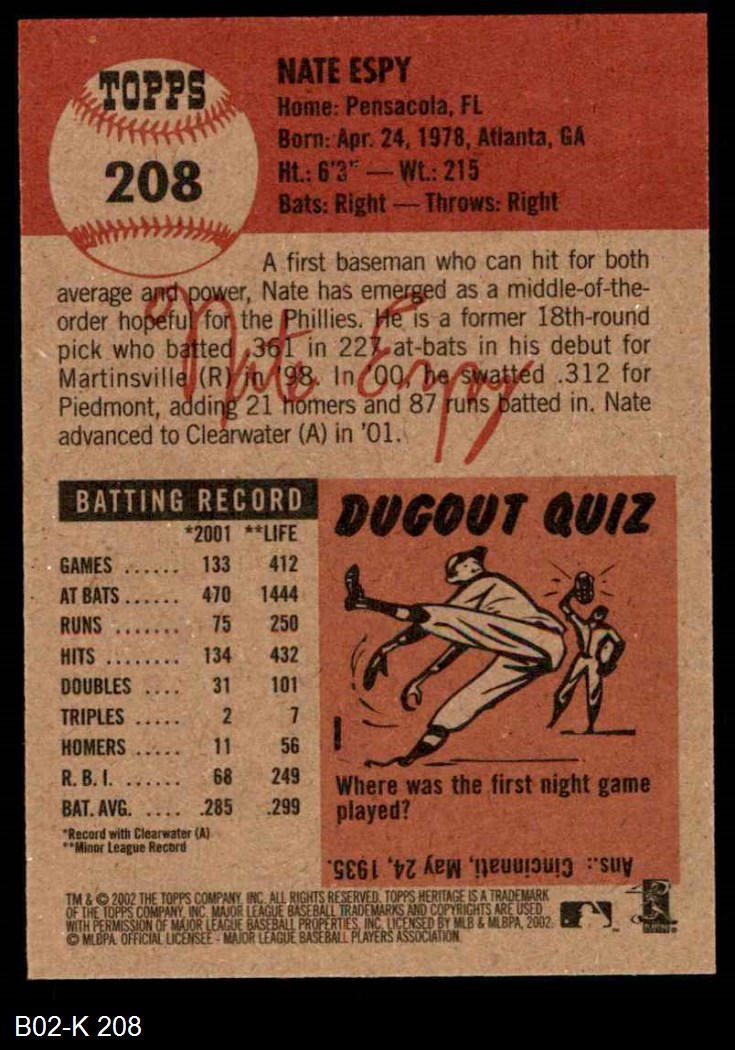 TOPPS
208
NATE ESPY
Home: Pensacola, FL
Born: Apr. 24, 1978, Atlanta, GA
Ht.: 6'3" — Wt.: 215
Bats: Right — Throws: Right
A first baseman who can hit for both
average and power, Nate has emerged as a middle-of-the-
order hopeful for the Phillies. He is a former 18th-round
pick who batted .361 in 227 at-bats in his debut for
Martinsville (R) in '98. In '00, he swatted .312 for
Piedmont, adding 21 homers and 87 runs batted in. Nate
advanced to Clearwater (A) in '01.
Nate Espy
BATTING RECORD
*2001 **LIFE
GAMES ...... 133 412
AT BATS ...... 470 1444
RUNS ....... 75 250
HITS ........ 134 432
DOUBLES .... 31 101
TRIPLES ..... 2 7
HOMERS ..... 11 56
R.B.I. ....... 68 249
BAT. AVG. .... .285 .299
*Record with Clearwater (A)
**Minor League Record
DUGOUT QUIZ
Where was the first night game
played?
Ans.: Cincinnati, May 24, 1935.
TM & © 2002 THE TOPPS COMPANY, INC. ALL RIGHTS RESERVED. TOPPS HERITAGE IS A TRADEMARK
OF THE TOPPS COMPANY, INC. MAJOR LEAGUE BASEBALL TRADEMARKS AND COPYRIGHTS ARE USED
WITH PERMISSION OF MAJOR LEAGUE BASEBALL PROPERTIES, INC. LICENSED BY MLB & MLBPA, 2002.
© MLBPA. OFFICIAL LICENSEE - MAJOR LEAGUE BASEBALL PLAYERS ASSOCIATION.
B02-K 208